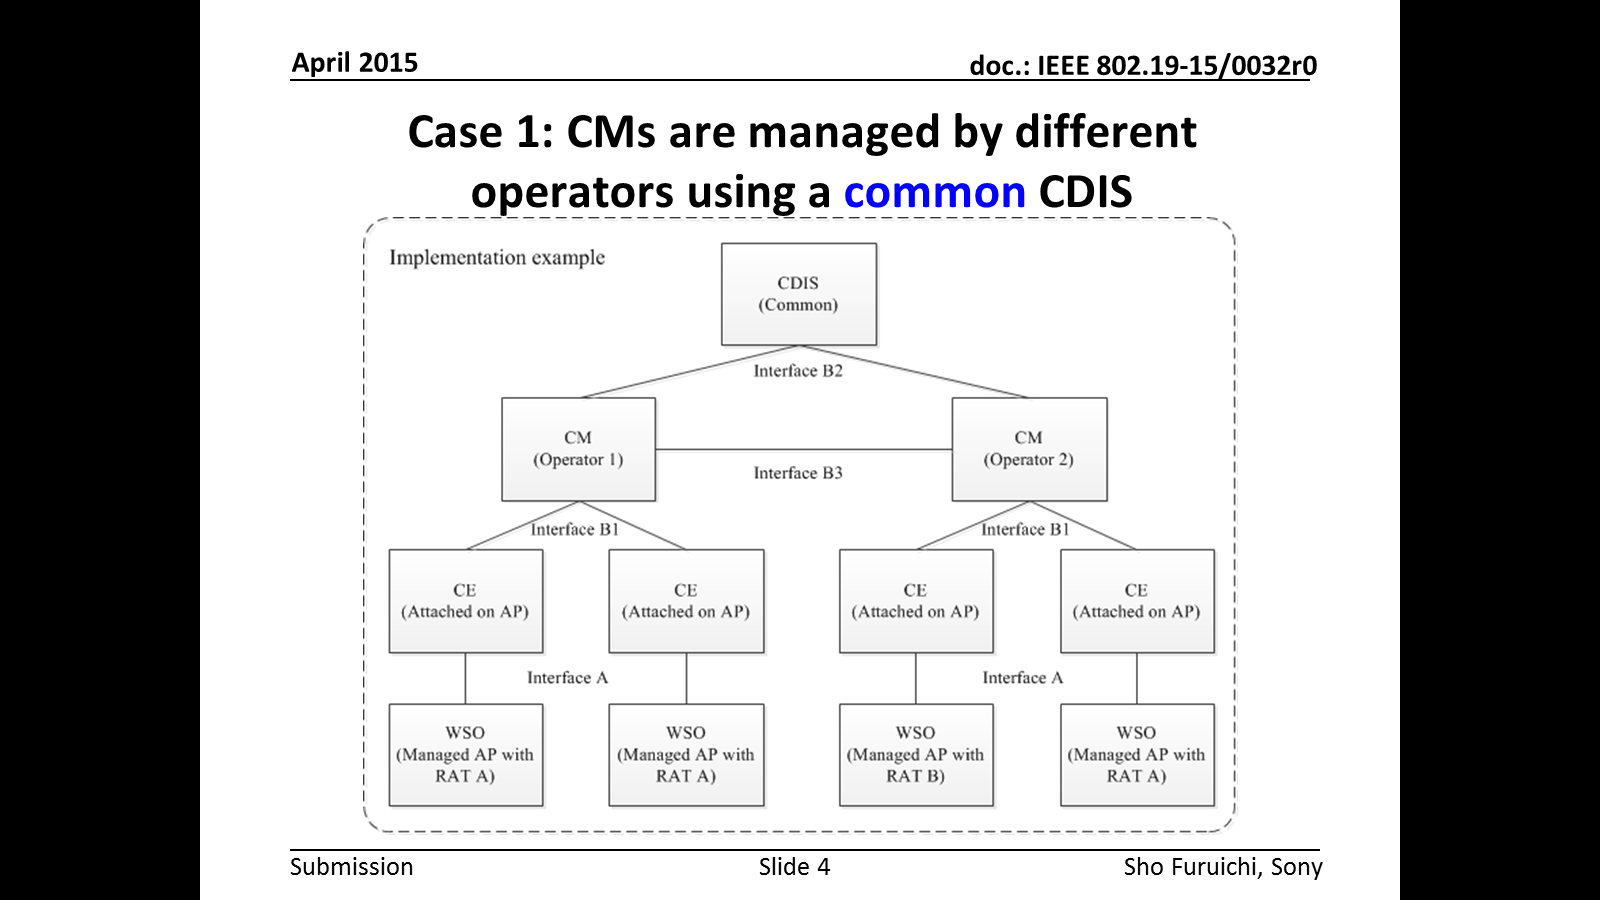 April 2015
doc.: IEEE 802.19-15/0032r0
Case 1: CMs are managed by different
operators using a common CDIS
Implementation example
CDIS
(Common)
Interface B2
CM
(Operator 1)
CM
(Operator 2)
Interface B3
Interface B1
Interface B1
CE
(Attached on AP)
CE
(Attached on AP)
CE
(Attached on AP)
CE
(Attached on AP)
Interface A
Interface A
WSO
(Managed AP with
RAT A)
WSO
(Managed AP with
RAT A)
WSO
(Managed AP with
RAT B)
WSO
(Managed AP with
RAT A)
Submission
Slide 4
Sho Furuichi, Sony